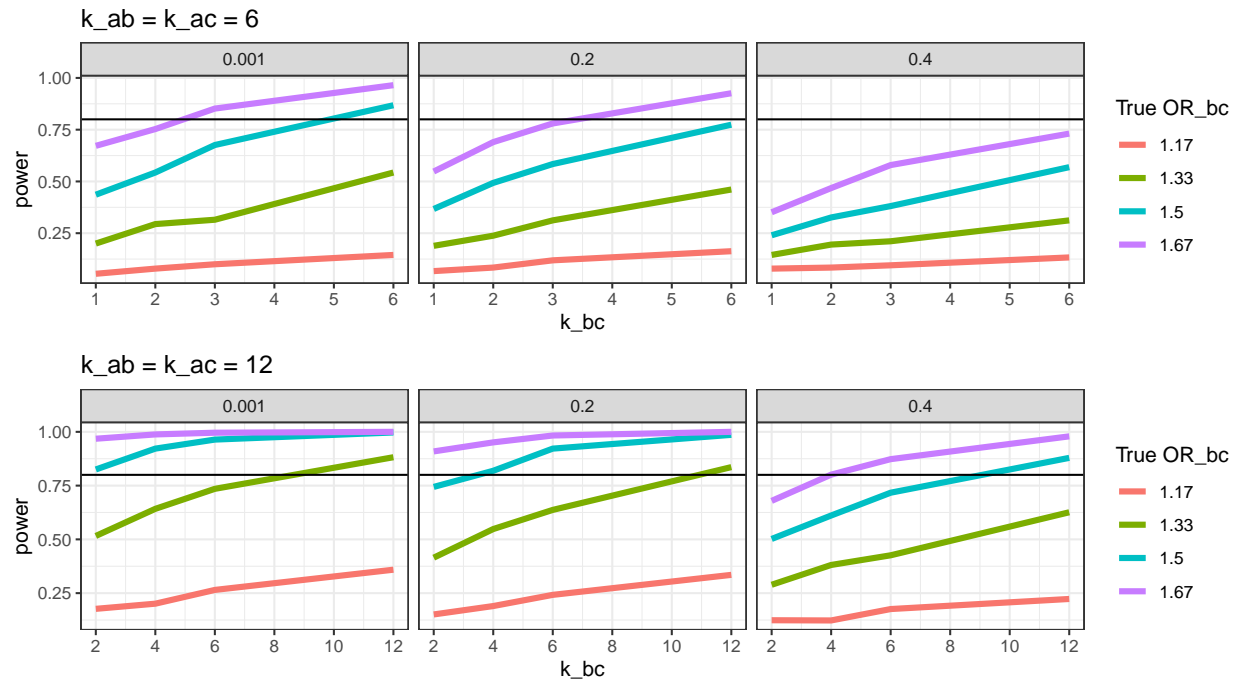 k_ab = k_ac = 6
0.001 0.2 0.4
1.00
0.75
0.50
0.25
power
1 2 3 4 5 6 1 2 3 4 5 6 1 2 3 4 5 6
k_bc
True OR_bc
1.17
1.33
1.5
1.67
k_ab = k_ac = 12
0.001 0.2 0.4
1.00
0.75
0.50
0.25
power
2 4 6 8 10 12 2 4 6 8 10 12 2 4 6 8 10 12
k_bc
True OR_bc
1.17
1.33
1.5
1.67